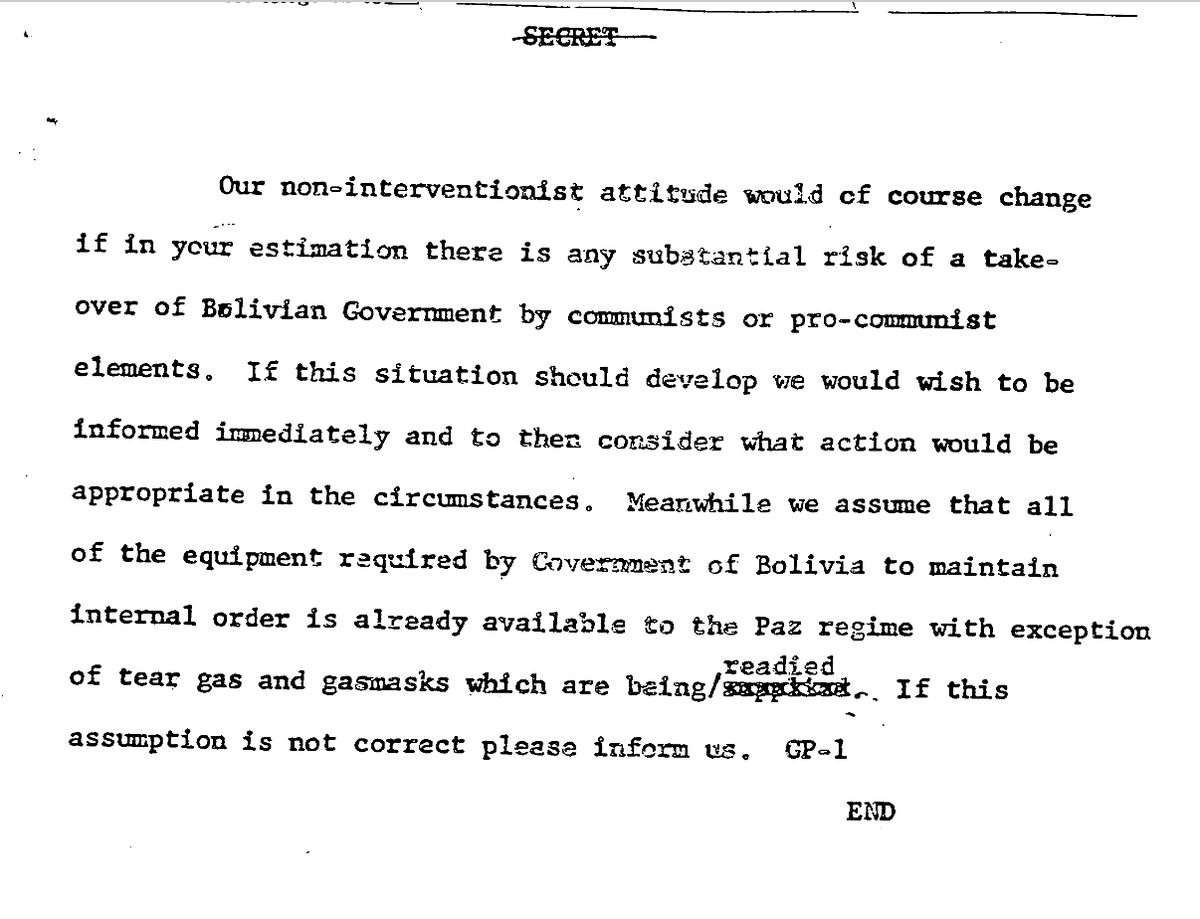 SECRET
Our non-interventionist attitude would of course change
if in your estimation there is any substantial risk of a take-
over of Bolivian Government by communists or pro-communist
elements. If this situation should develop we would wish to be
informed immediately and to then consider what action would be
appropriate in the circumstances. Meanwhile we assume that all
of the equipment required by Government of Bolivia to maintain
internal order is already available to the Paz regime with exception
readied
of tear gas and gasmasks which are being/supplied. If this
assumption is not correct please inform us. GP-1
END